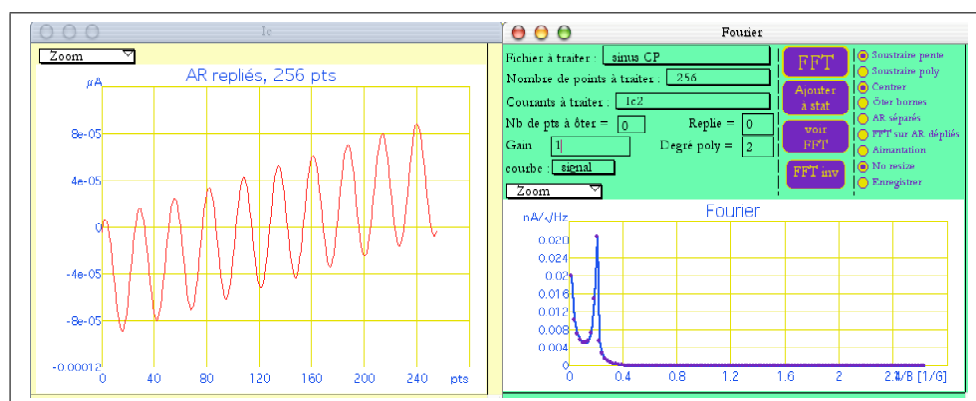 Ic
Zoom
AR repliés, 256 pts
µA
8e-05
4e-05
0
-4e-05
-8e-05
-0.00012
0 40 80 120 160 200 240 pts
Fourier
Fichier à traiter : sinus CP
Nombre de points à traiter : 256
Courants à traiter : Ic2
Nb de pts à ôter = 0 Replie = 0
Gain 1 Degré poly = 2
courbe : signal
Zoom
FFT
Ajouter
à stat
voir
FFT
FFT inv
Soustraire pente
Soustraire poly
Centrer
Ôter bornes
AR séparés
FFT sur AR dépliés
Aimantation
No resize
Enregistrer
Fourier
nA/√Hz
0.028
0.024
0.02
0.016
0.012
0.008
0.004
0
0 0.4 0.8 1.2 1.6 2 1/B [1/G]